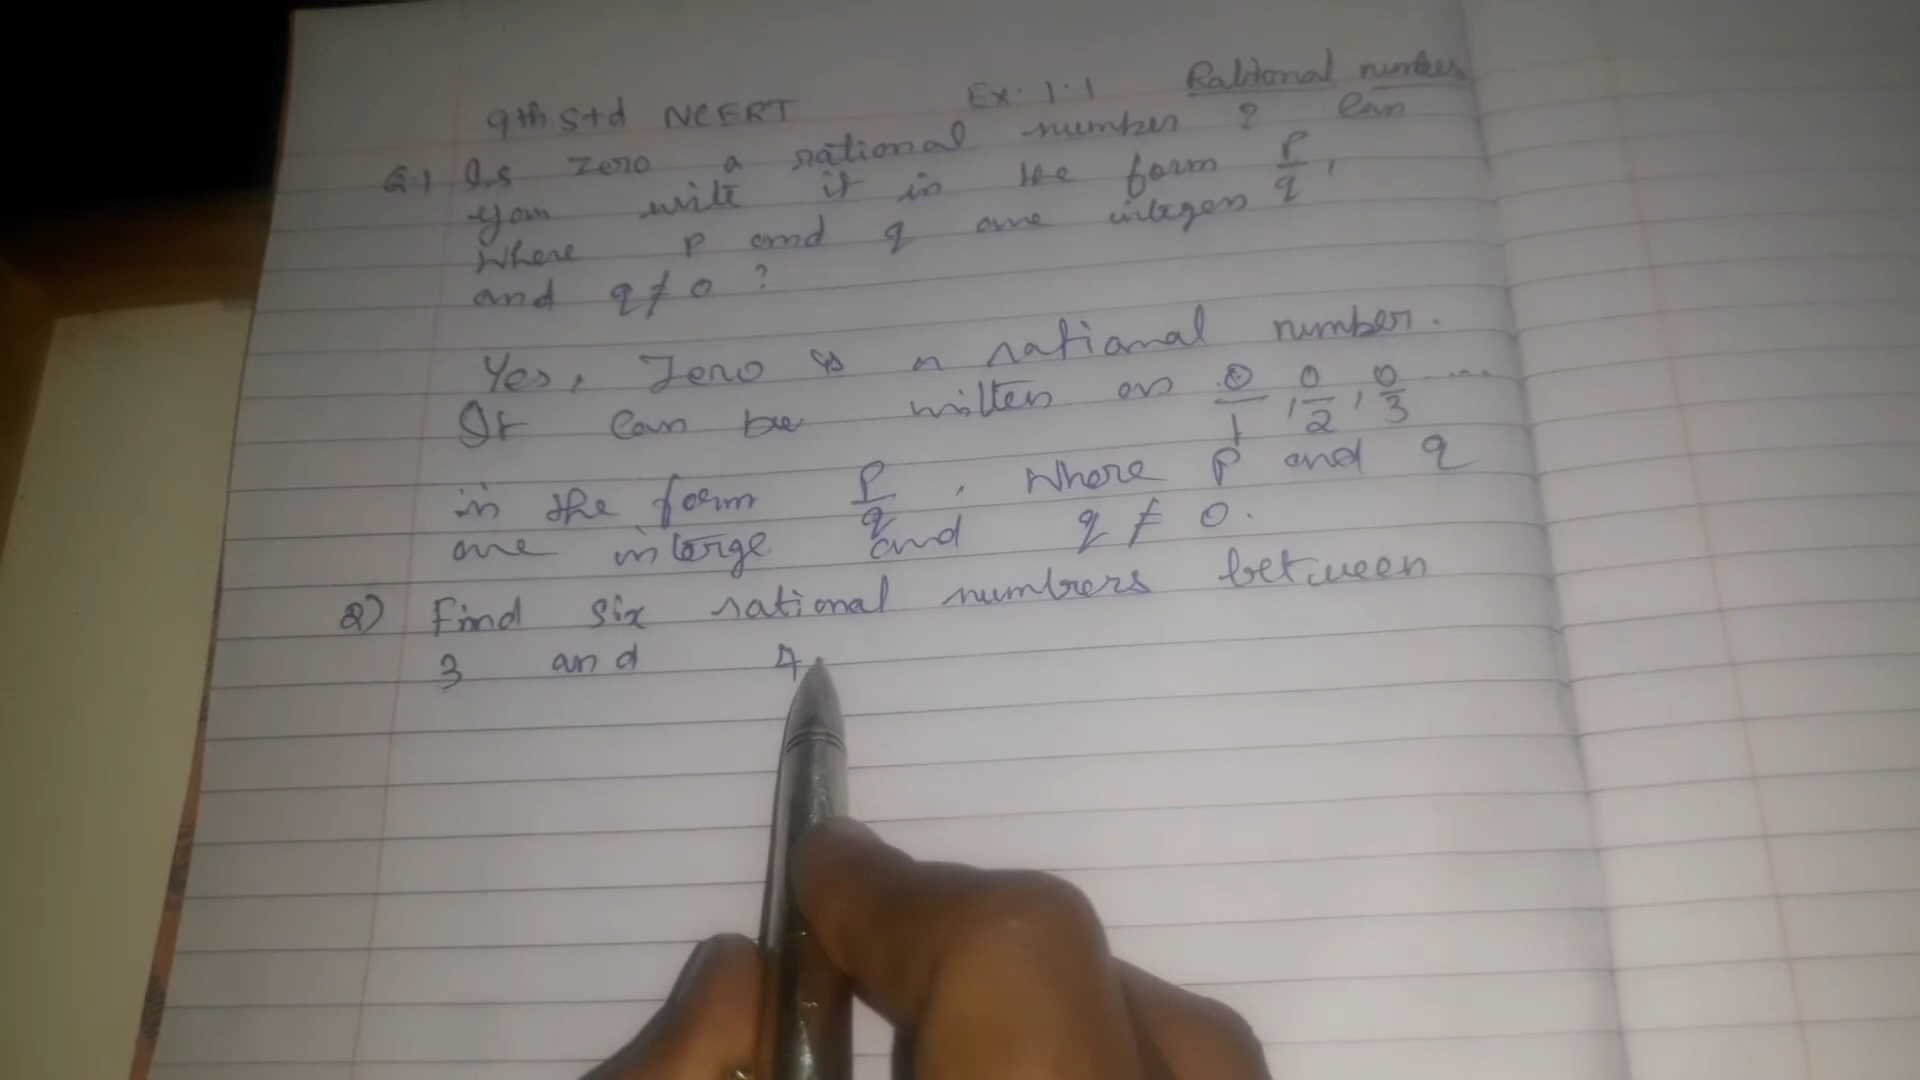 9th std NCERT Ex. 1.1 Rational numbers
Q.1 Is zero a rational number ? Can
you write it in the form p/q,
where p and q are integers
and q ≠ 0 ?
Yes, Zero is a rational number.
It can be written as 0/1, 0/2, 0/3 ...
in the form p/q, where p and q
are intorge and q ≠ 0.
2) Find six rational numbers between
3 and 4